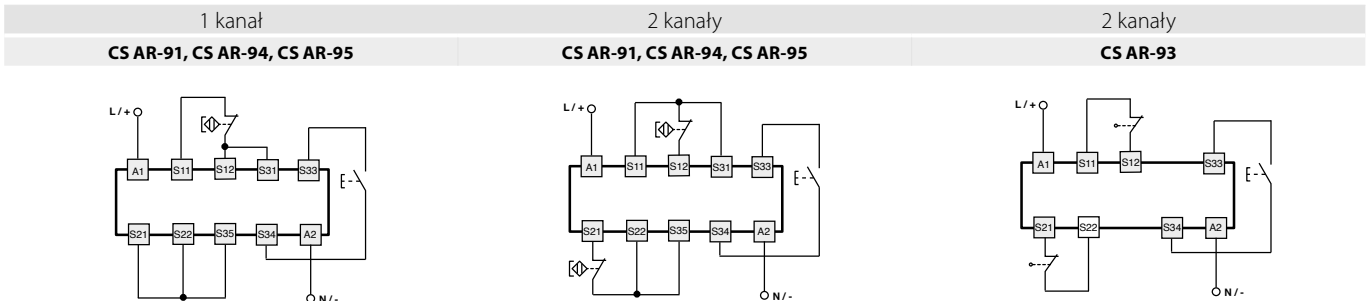 1 kanał 2 kanały 2 kanały
CS AR-91, CS AR-94, CS AR-95 CS AR-91, CS AR-94, CS AR-95 CS AR-93
L/+ L/+ L/+
A1 S11 S12 S31 S33 A1 S11 S12 S31 S33 A1 S11 S12 S33
S21 S22 S35 S34 A2 S21 S22 S35 S34 A2 S21 S22 S34 A2
N/- N/- N/-